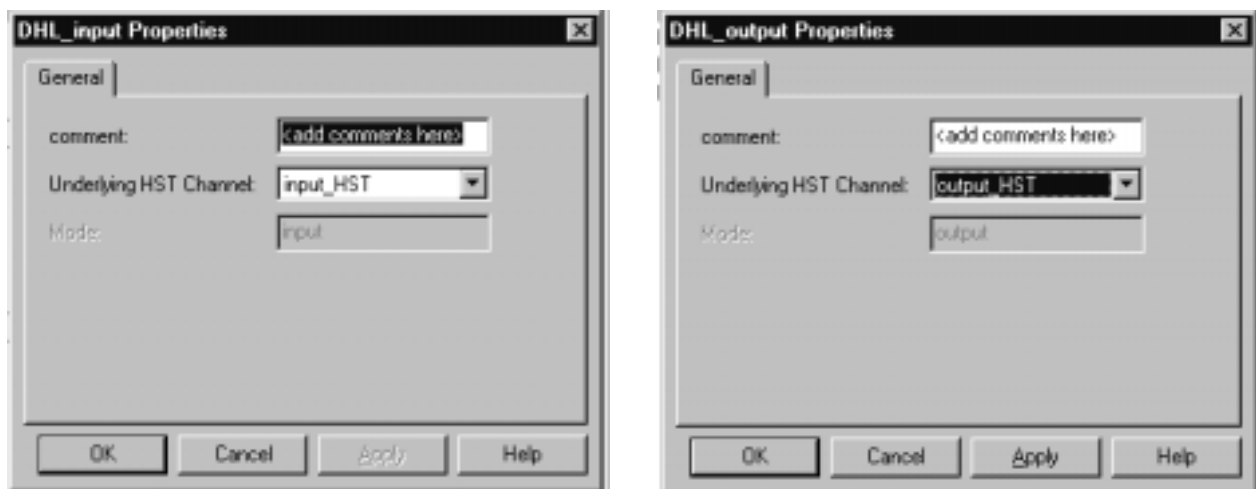 DHL_input Properties
General
comment: <add comments here>
Underlying HST Channel: input_HST
Mode: input
OK Cancel Apply Help
DHL_output Properties
General
comment: <add comments here>
Underlying HST Channel: output_HST
Mode: output
OK Cancel Apply Help